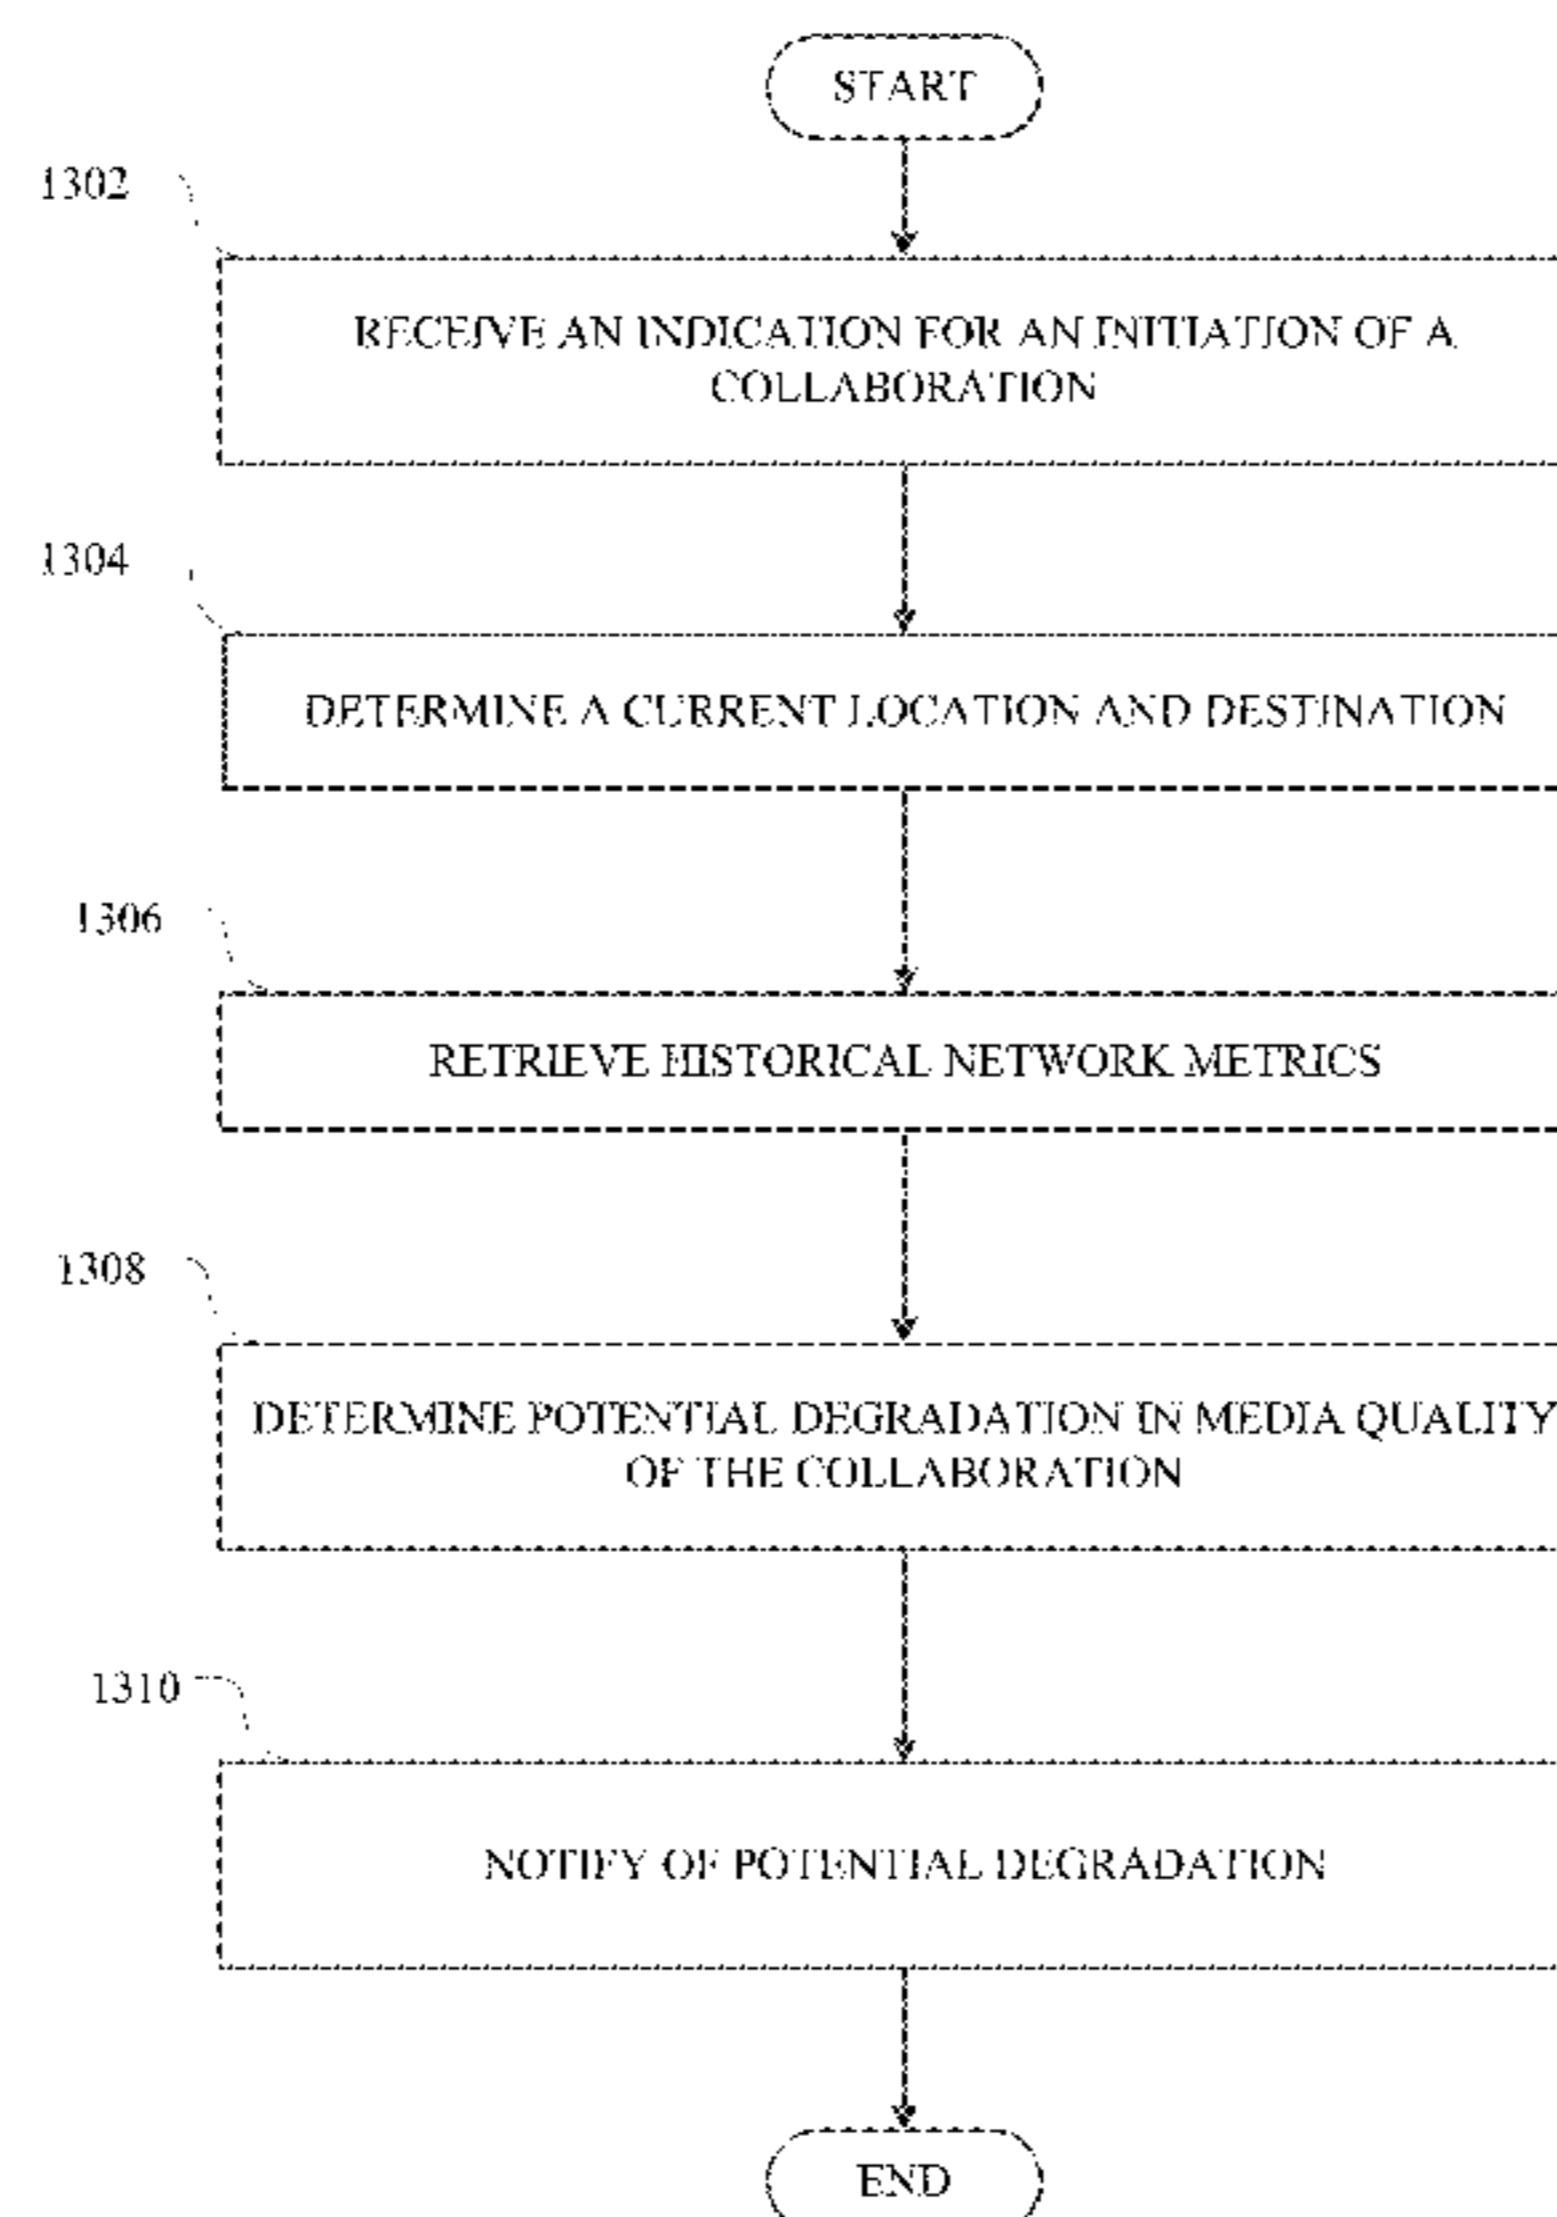 START
1302
RECEIVE AN INDICATION FOR AN INITIATION OF A
COLLABORATION
1304
DETERMINE A CURRENT LOCATION AND DESTINATION
1306
RETRIEVE HISTORICAL NETWORK METRICS
1308
DETERMINE POTENTIAL DEGRADATION IN MEDIA QUALITY
OF THE COLLABORATION
1310
NOTIFY OF POTENTIAL DEGRADATION
END